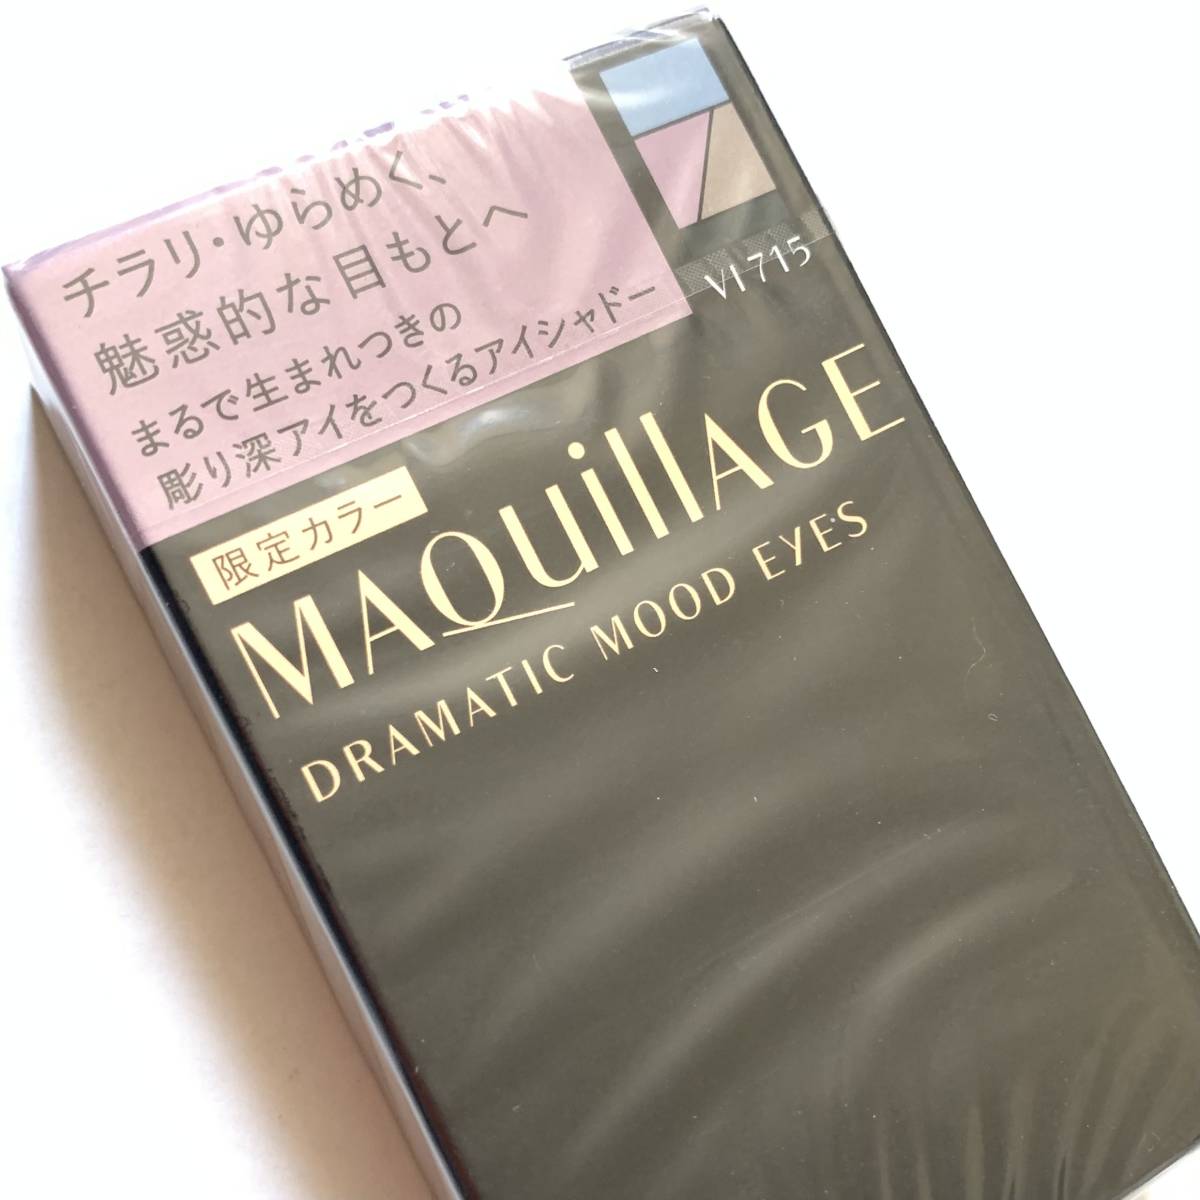 チラリ・ゆらめく、
魅惑的な目もとへ
まるで生まれつきの
彫り深アイをつくるアイシャドー
VI 715
限定カラー
MAQuillAGE
DRAMATIC MOOD EYES